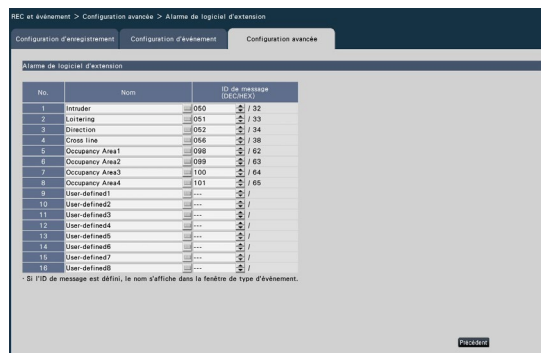 REC et événement > Configuration avancée > Alarme de logiciel d'extension
Configuration d'enregistrement Configuration d'événement Configuration avancée
Alarme de logiciel d'extension
No. Nom ID de message (DEC/HEX)
1 Intruder 050 / 32
2 Loitering 051 / 33
3 Direction 052 / 34
4 Cross line 056 / 38
5 Occupancy Area1 098 / 62
6 Occupancy Area2 099 / 63
7 Occupancy Area3 100 / 64
8 Occupancy Area4 101 / 65
9 User-defined1 --- /
10 User-defined2 --- /
11 User-defined3 --- /
12 User-defined4 --- /
13 User-defined5 --- /
14 User-defined6 --- /
15 User-defined7 --- /
16 User-defined8 --- /
· Si l'ID de message est défini, le nom s'affiche dans la fenêtre de type d'événement.
Précédent